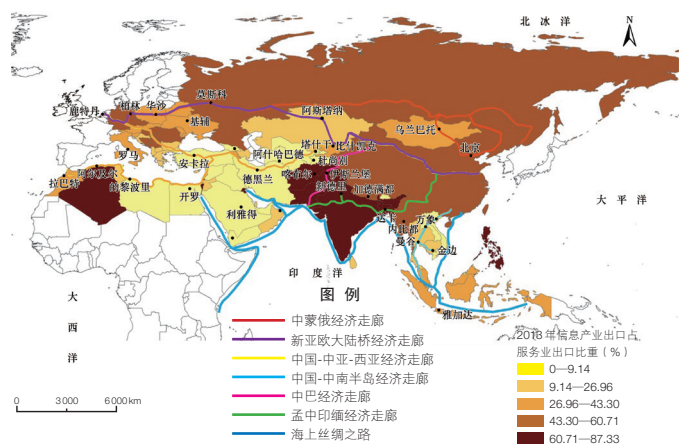 北冰洋
N
莫斯科
鹿特丹
柏林
华沙
基辅
阿斯塔纳
乌兰巴托
北京
罗马
安卡拉
阿什哈巴德
塔什干
比什凯克
杜尚别
阿尔及尔
拉巴特
的黎波里
开罗
德黑兰
喀布尔
伊斯兰堡
新德里
加德满都
利雅得
达卡
内比都
万象
曼谷
金边
雅加达
太平洋
印度洋
大西洋
图例
中蒙俄经济走廊
新亚欧大陆桥经济走廊
中国-中亚-西亚经济走廊
中国-中南半岛经济走廊
中巴经济走廊
孟中印缅经济走廊
海上丝绸之路
2013年信息产业出口占
服务业出口比重（%）
0—9.14
9.14—26.96
26.96—43.30
43.30—60.71
60.71—87.33
0 3000 6000 km